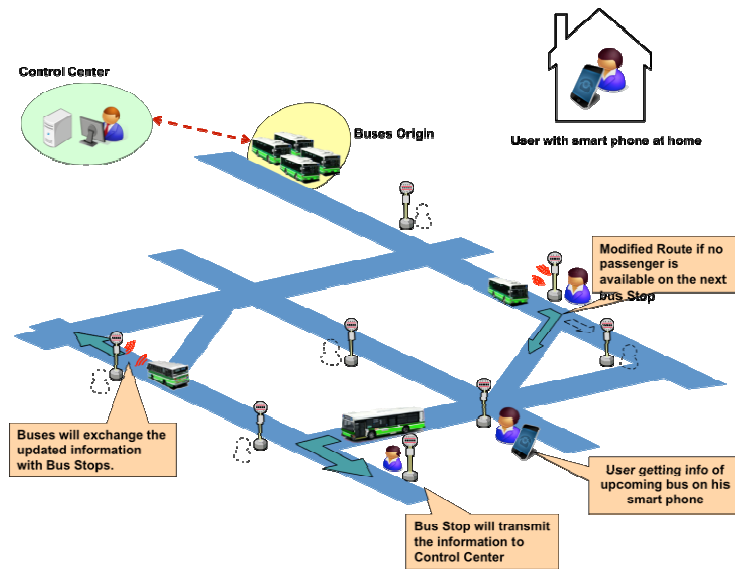 Control Center
Buses Origin
User with smart phone at home
Modified Route if no
passenger is
available on the next
bus Stop
Buses will exchange the
updated information
with Bus Stops.
User getting info of
upcoming bus on his
smart phone
Bus Stop will transmit
the information to
Control Center